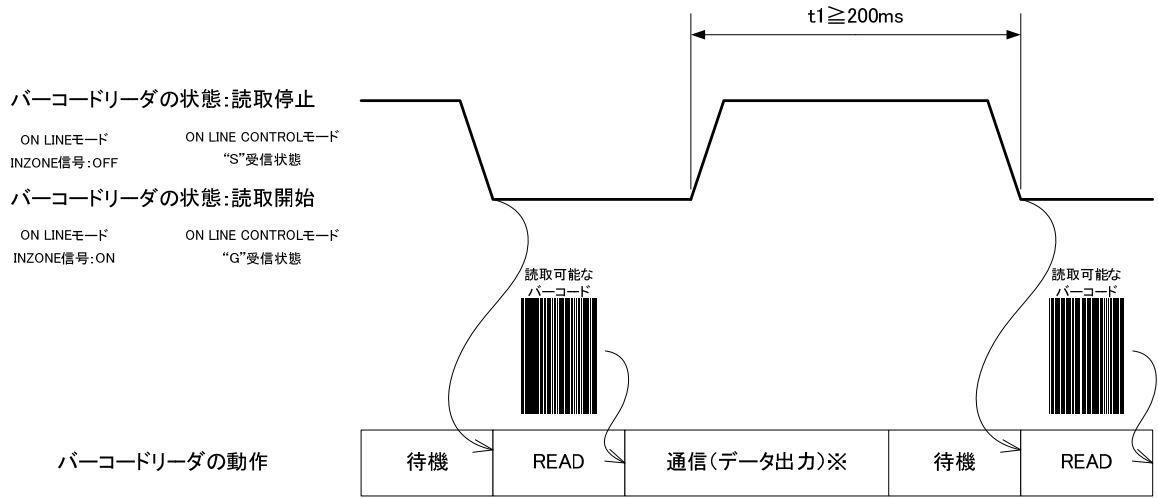 t1≧200ms
バーコードリーダの状態:読取停止
ON LINEモード
INZONE信号:OFF
ON LINE CONTROLモード
“S”受信状態
バーコードリーダの状態:読取開始
ON LINEモード
INZONE信号:ON
ON LINE CONTROLモード
“G”受信状態
読取可能な
バーコード
読取可能な
バーコード
バーコードリーダの動作
待機
READ
通信(データ出力)※
待機
READ